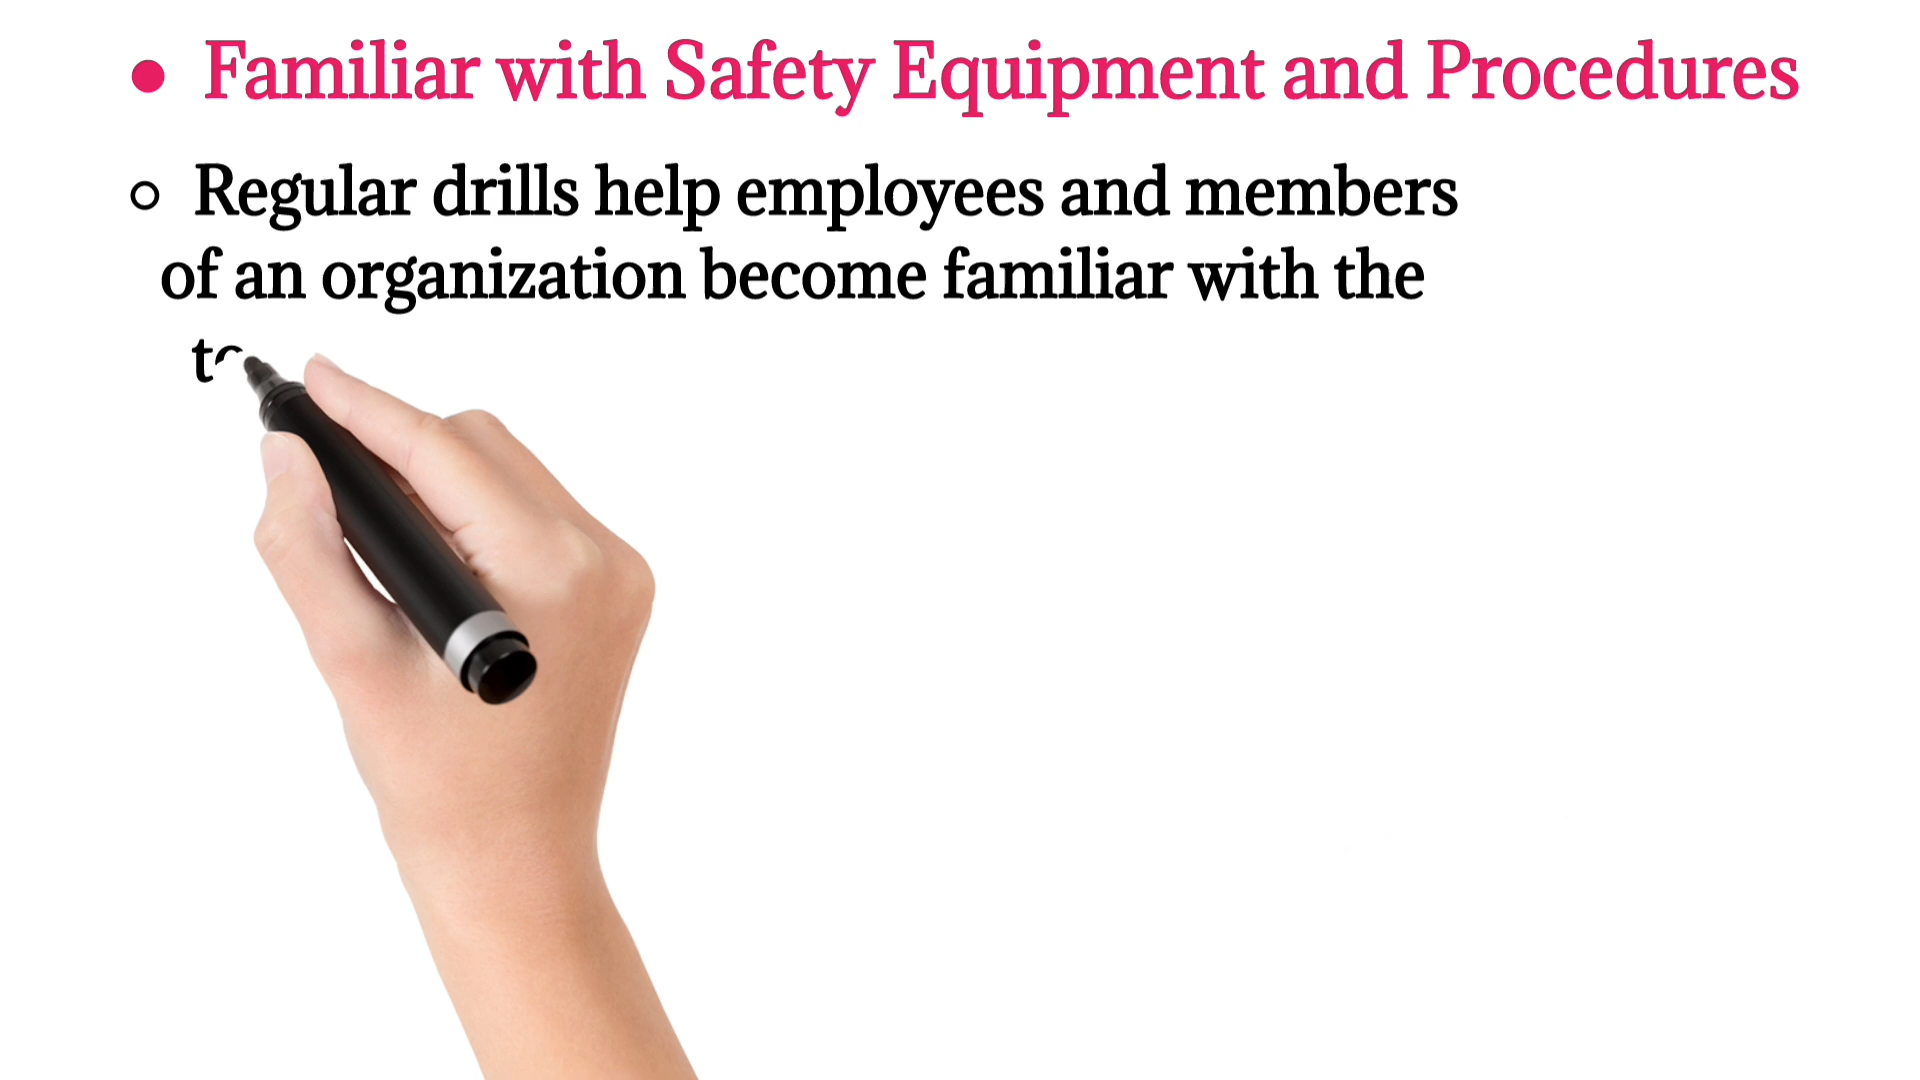 ● Familiar with Safety Equipment and Procedures
○ Regular drills help employees and members
of an organization become familiar with the